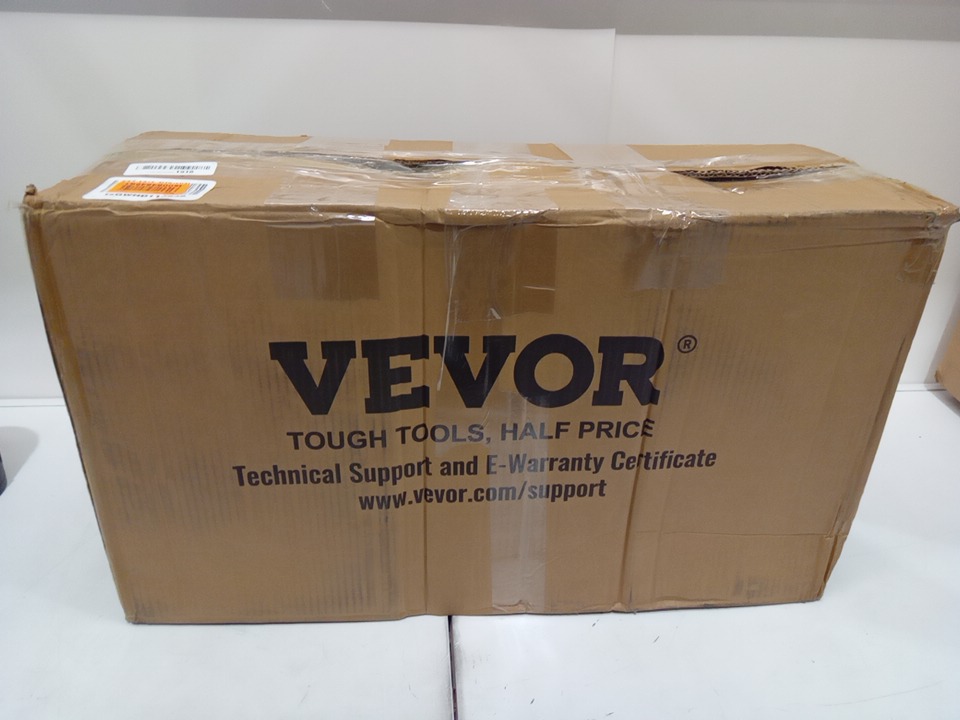 VEVOR®
TOUGH TOOLS, HALF PRICE
Technical Support and E-Warranty Certificate
www.vevor.com/support